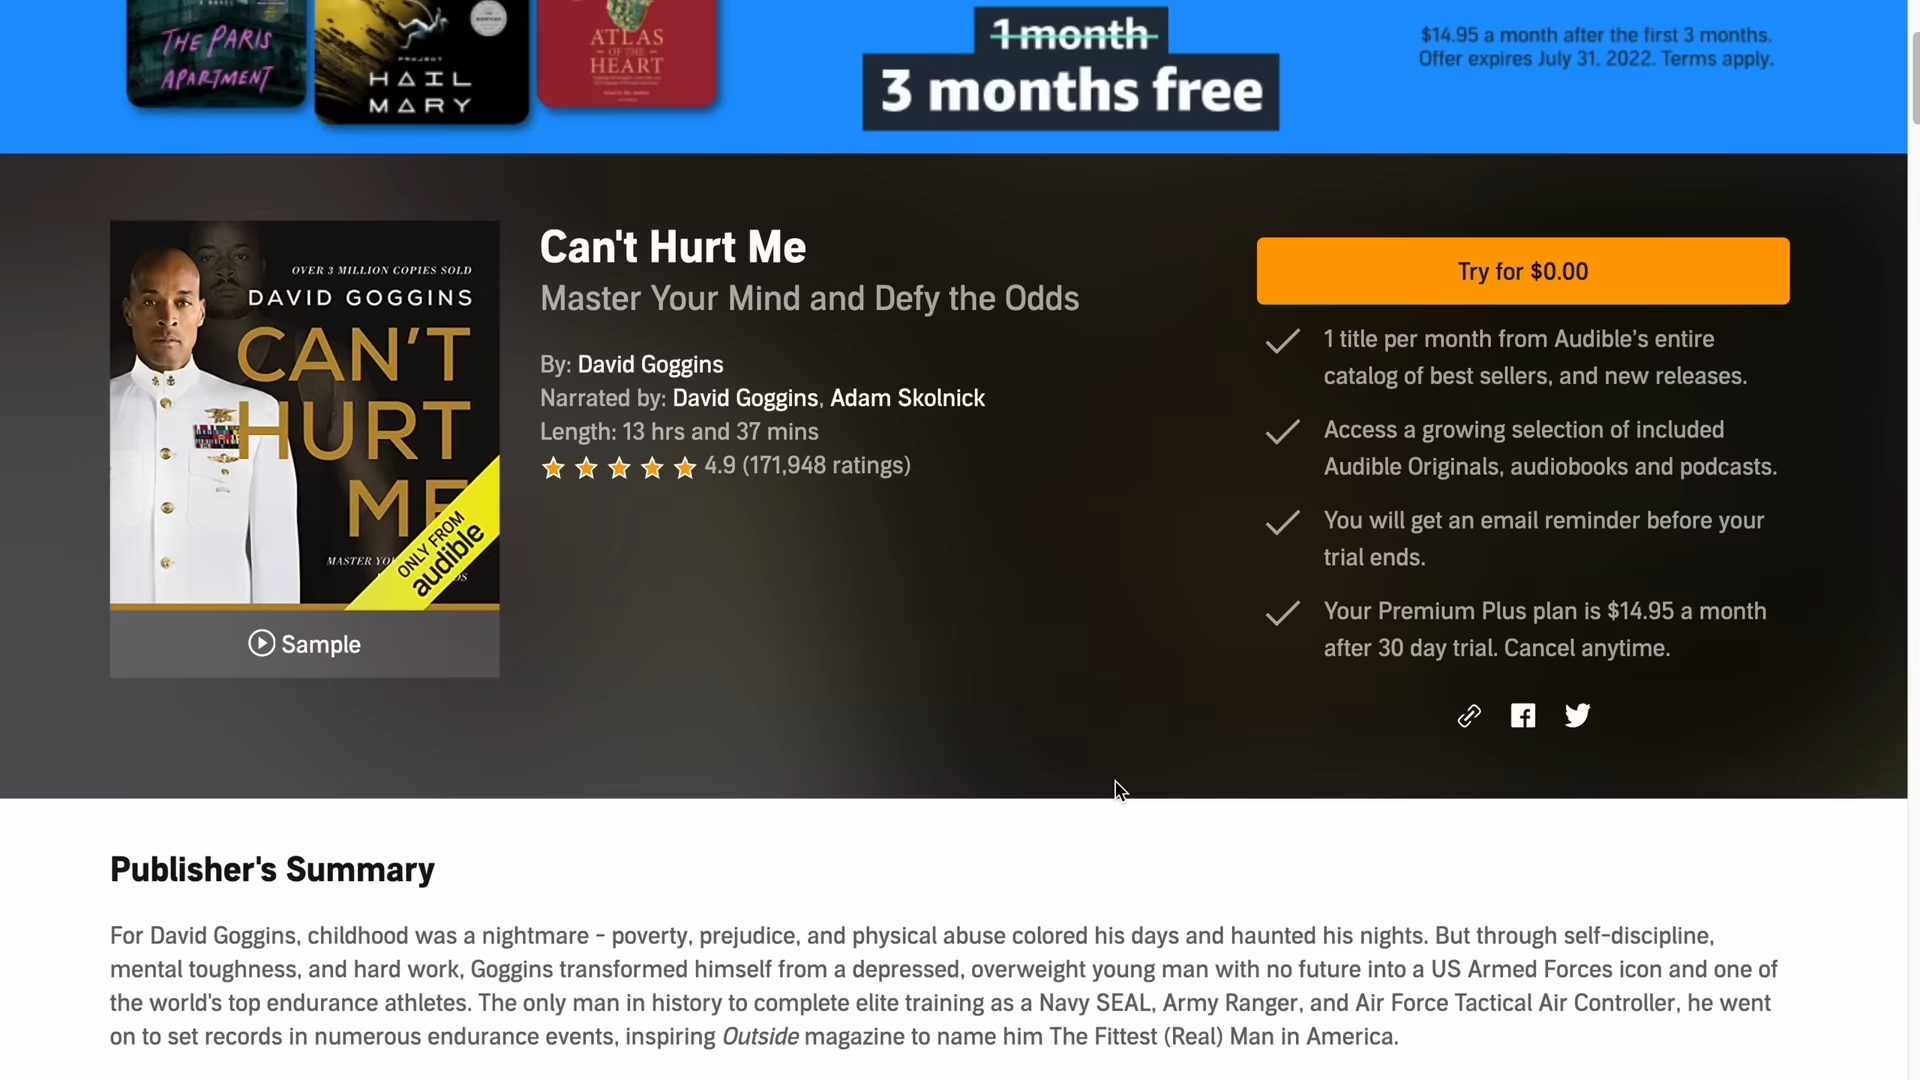 THE PARIS
APARTMENT
PROJECT
HAIL
MARY
ATLAS
OF THE
HEART
1 month
3 months free
$14.95 a month after the first 3 months.
Offer expires July 31, 2022. Terms apply.
OVER 3 MILLION COPIES SOLD
DAVID GOGGINS
CAN'T
HURT
ME
MASTER YO
DS
ONLY FROM
audible
Sample
Can't Hurt Me
Master Your Mind and Defy the Odds
By: David Goggins
Narrated by: David Goggins, Adam Skolnick
Length: 13 hrs and 37 mins
4.9 (171,948 ratings)
Try for $0.00
1 title per month from Audible’s entire
catalog of best sellers, and new releases.
Access a growing selection of included
Audible Originals, audiobooks and podcasts.
You will get an email reminder before your
trial ends.
Your Premium Plus plan is $14.95 a month
after 30 day trial. Cancel anytime.
Publisher's Summary
For David Goggins, childhood was a nightmare - poverty, prejudice, and physical abuse colored his days and haunted his nights. But through self-discipline,
mental toughness, and hard work, Goggins transformed himself from a depressed, overweight young man with no future into a US Armed Forces icon and one of
the world's top endurance athletes. The only man in history to complete elite training as a Navy SEAL, Army Ranger, and Air Force Tactical Air Controller, he went
on to set records in numerous endurance events, inspiring Outside magazine to name him The Fittest (Real) Man in America.